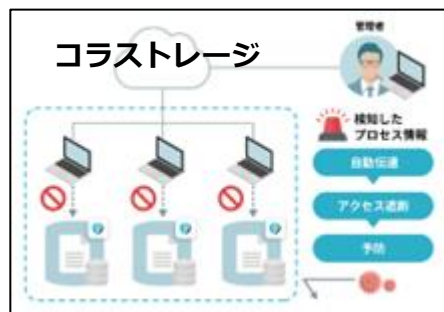 コラストレージ
管理者
検知した
プロセス情報
自動伝達
アクセス遮断
予防